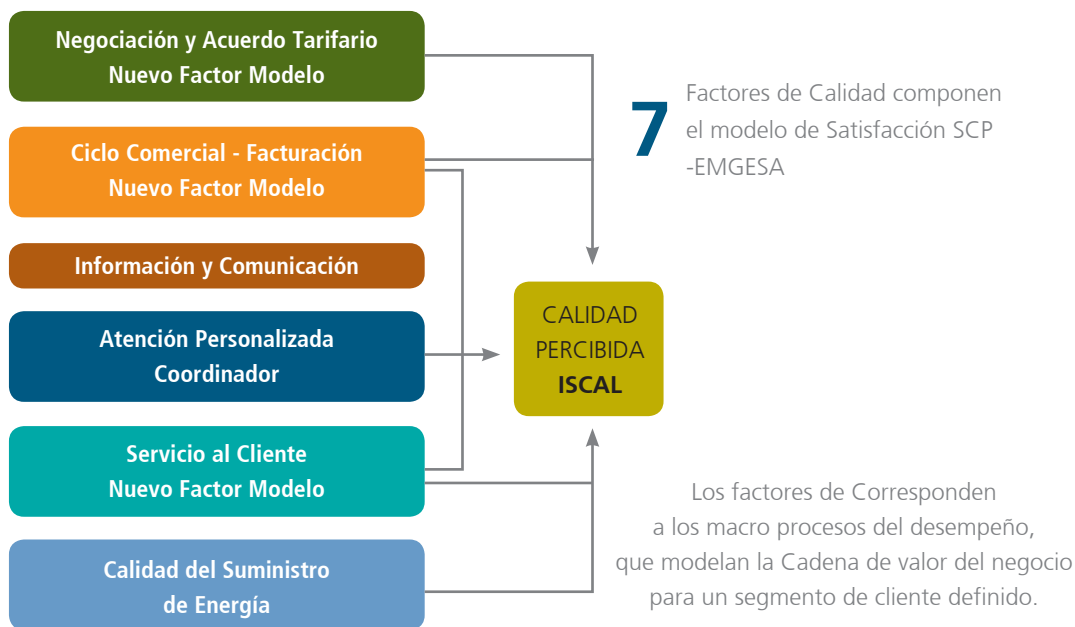 Negociación y Acuerdo Tarifario
Nuevo Factor Modelo
Ciclo Comercial - Facturación
Nuevo Factor Modelo
Información y Comunicación
Atención Personalizada
Coordinador
Servicio al Cliente
Nuevo Factor Modelo
Calidad del Suministro
de Energía
CALIDAD
PERCIBIDA
ISCAL
7
Factores de Calidad componen
el modelo de Satisfacción SCP
-EMGESA
Los factores de Corresponden
a los macro procesos del desempeño,
que modelan la Cadena de valor del negocio
para un segmento de cliente definido.